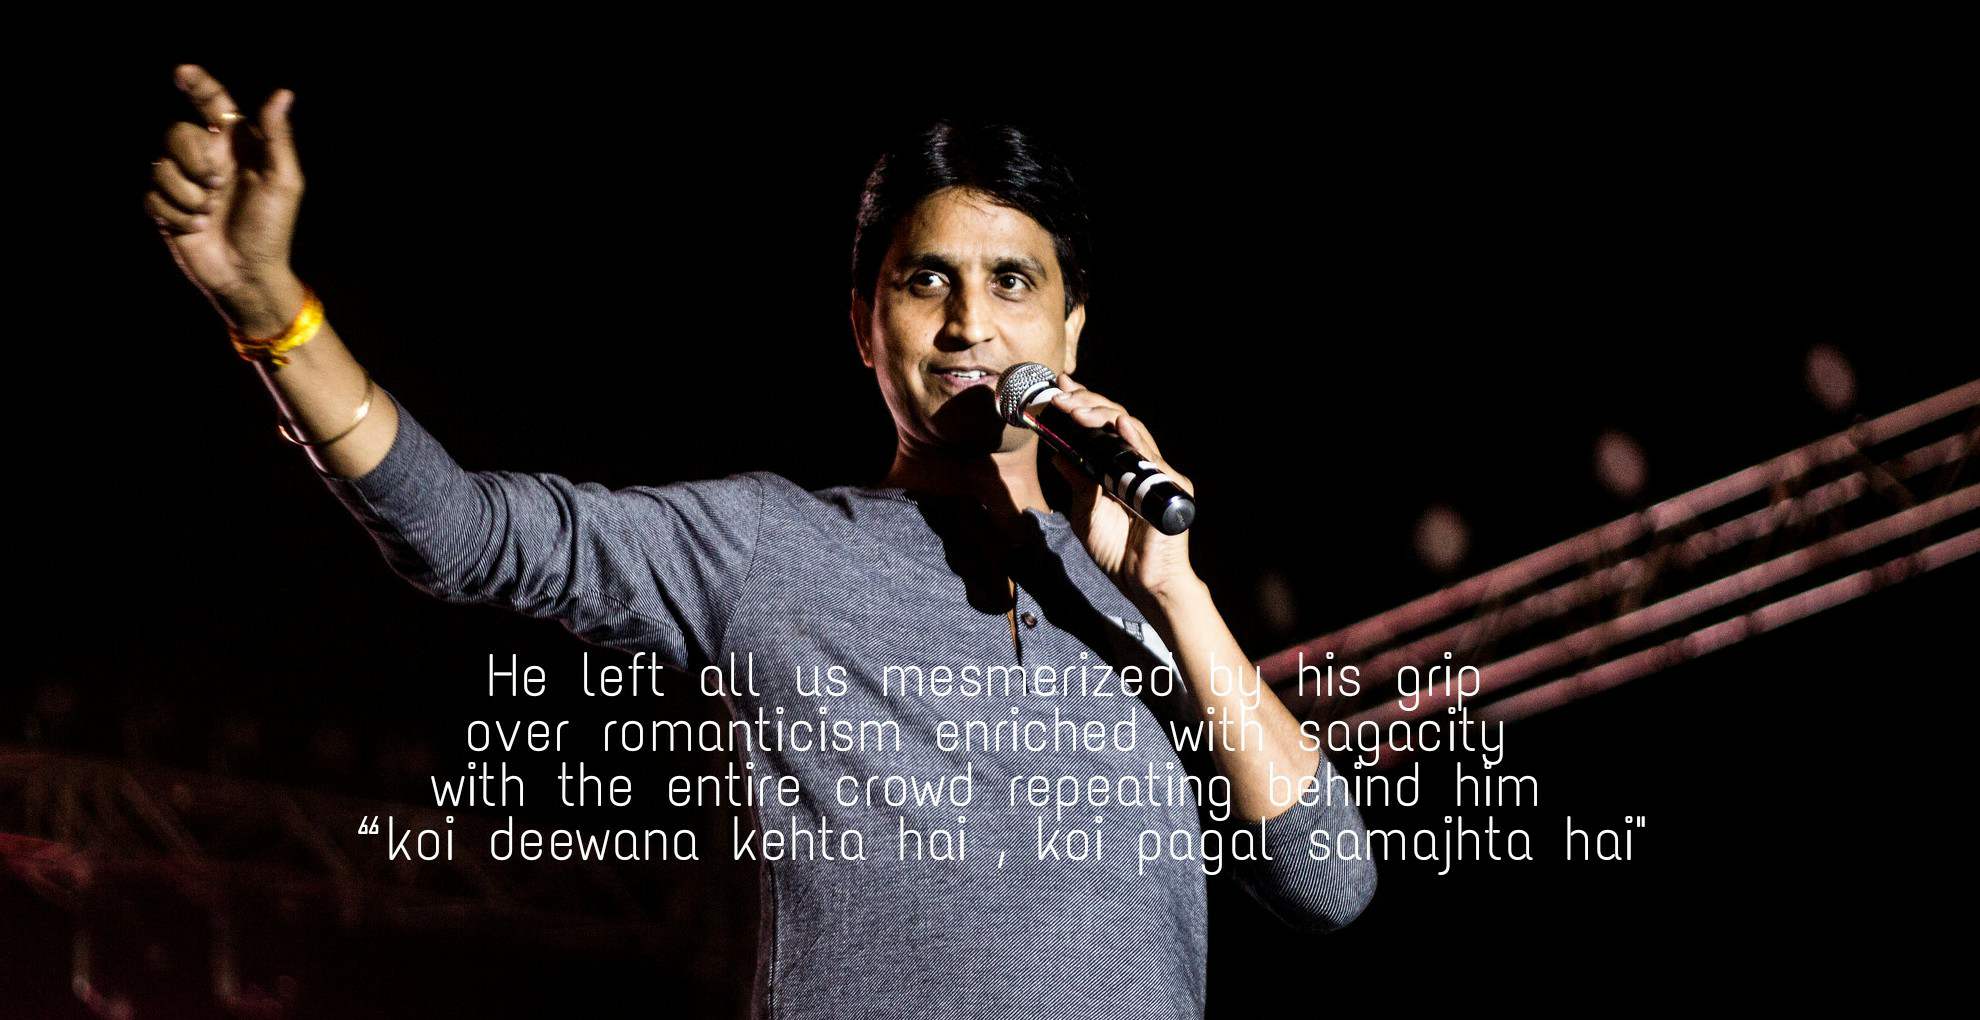 He left all us mesmerized by his grip
over romanticism enriched with sagacity
with the entire crowd repeating behind him
“koi deewana kehta hai , koi pagal samajhta hai"